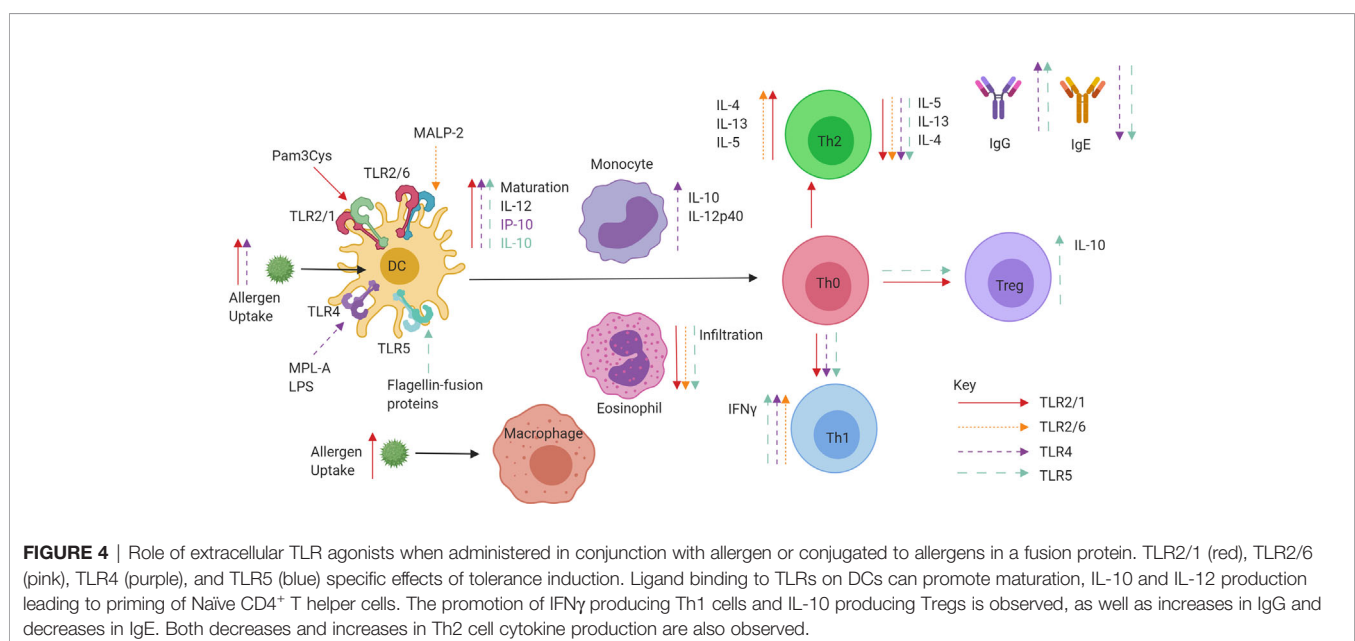 MALP-2
Pam3Cys
TLR2/6
TLR2/1
DC
Allergen
Uptake
TLR4
TLR5
MPL-A
LPS
Flagellin-fusion
proteins
Maturation
IL-12
IP-10
IL-10
Monocyte
IL-10
IL-12p40
IL-4
IL-13
IL-5
Th2
IL-5
IL-13
IL-4
IgG
IgE
Th0
Treg
IL-10
Infiltration
Eosinophil
Allergen
Uptake
Macrophage
IFNγ
Th1
Key
TLR2/1
TLR2/6
TLR4
TLR5
FIGURE 4 | Role of extracellular TLR agonists when administered in conjunction with allergen or conjugated to allergens in a fusion protein. TLR2/1 (red), TLR2/6
(pink), TLR4 (purple), and TLR5 (blue) specific effects of tolerance induction. Ligand binding to TLRs on DCs can promote maturation, IL-10 and IL-12 production
leading to priming of Naïve CD4⁺ T helper cells. The promotion of IFNγ producing Th1 cells and IL-10 producing Tregs is observed, as well as increases in IgG and
decreases in IgE. Both decreases and increases in Th2 cell cytokine production are also observed.